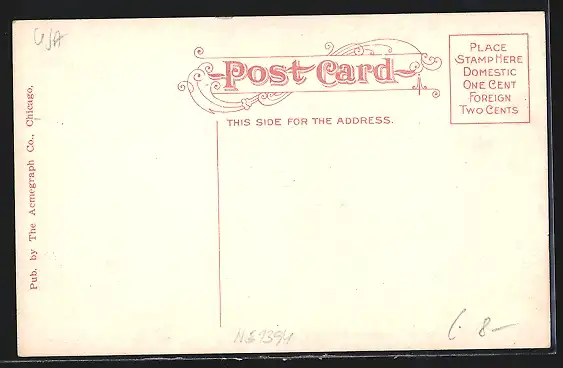 USA
Post Card
THIS SIDE FOR THE ADDRESS.
PLACE
STAMP HERE
DOMESTIC
ONE CENT
FOREIGN
TWO CENTS
Pub. by The Acmegraph Co., Chicago,
8-